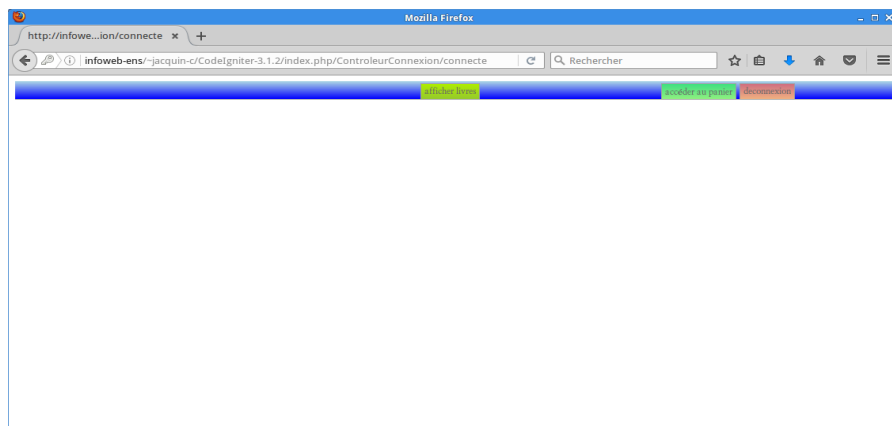 Mozilla Firefox
http://infowe...ion/connecte
infoweb-ens/~jacquin-c/CodeIgniter-3.1.2/index.php/ControleurConnexion/connecte
Rechercher
afficher livres
accéder au panier
deconnexion